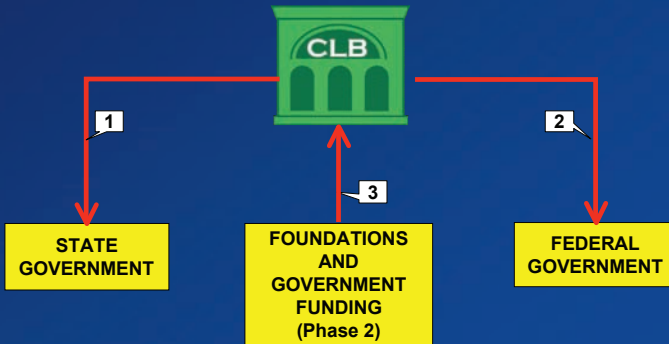 CLB
1
2
3
STATE
GOVERNMENT
FOUNDATIONS
AND
GOVERNMENT
FUNDING
(Phase 2)
FEDERAL
GOVERNMENT